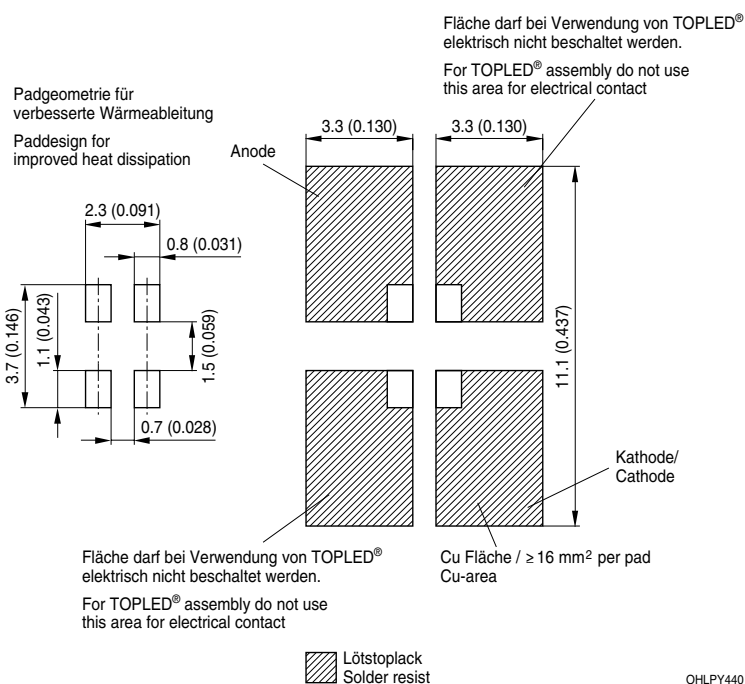 Fläche darf bei Verwendung von TOPLED®
elektrisch nicht beschaltet werden.
For TOPLED® assembly do not use
this area for electrical contact
Padgeometrie für
verbesserte Wärmeableitung
Paddesign for
improved heat dissipation
3.3 (0.130)
3.3 (0.130)
Anode
2.3 (0.091)
0.8 (0.031)
3.7 (0.146)
1.1 (0.043)
1.5 (0.059)
11.1 (0.437)
0.7 (0.028)
Kathode/
Cathode
Fläche darf bei Verwendung von TOPLED®
elektrisch nicht beschaltet werden.
For TOPLED® assembly do not use
this area for electrical contact
Cu Fläche / ≥ 16 mm² per pad
Cu-area
Lötstoplack
Solder resist
OHLPY440